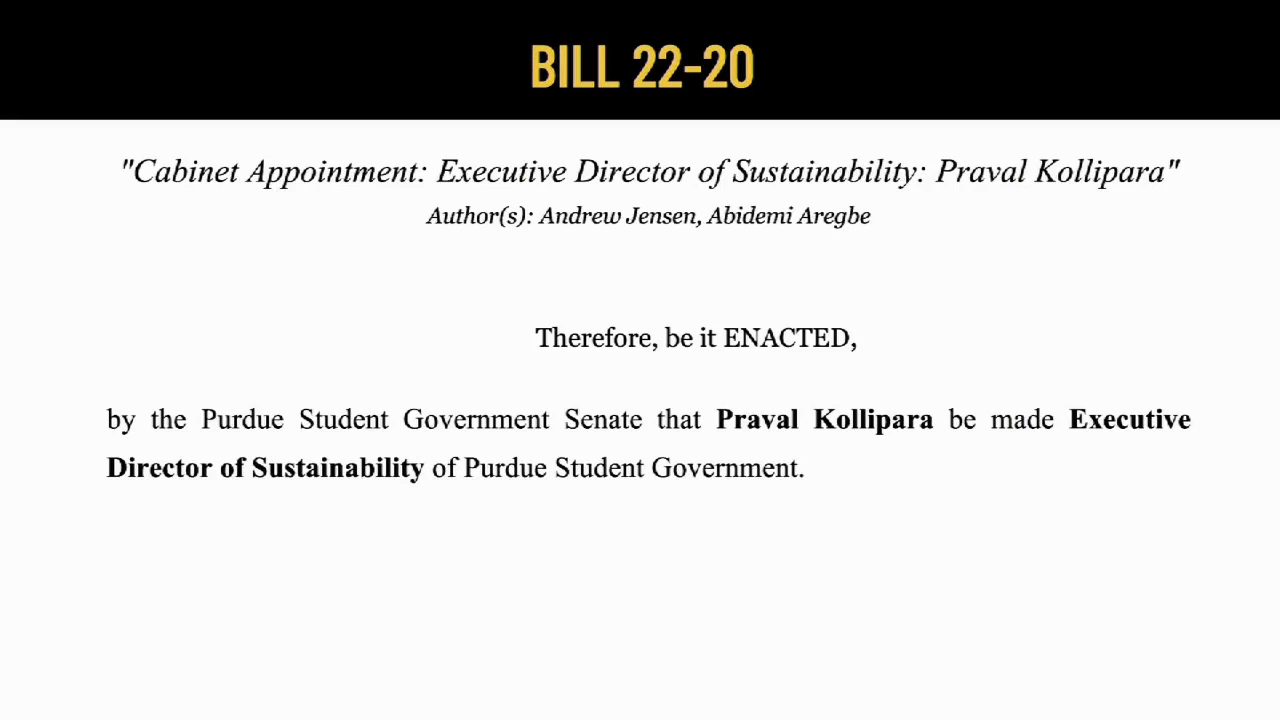 BILL 22-20
"Cabinet Appointment: Executive Director of Sustainability: Praval Kollipara"
Author(s): Andrew Jensen, Abidemi Aregbe
Therefore, be it ENACTED,
by the Purdue Student Government Senate that Praval Kollipara be made Executive
Director of Sustainability of Purdue Student Government.